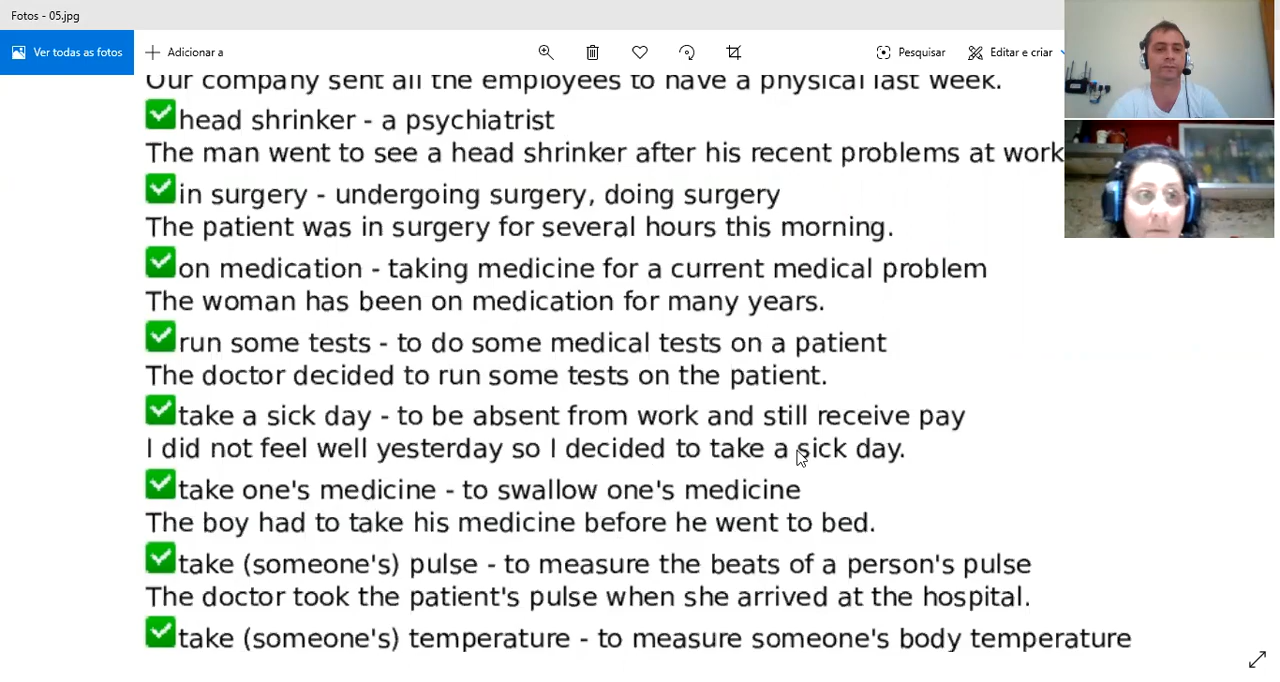 Fotos - 05.jpg
Ver todas as fotos
Adicionar a
Pesquisar
Editar e criar
Our company sent all the employees to have a physical last week.
head shrinker - a psychiatrist
The man went to see a head shrinker after his recent problems at work
in surgery - undergoing surgery, doing surgery
The patient was in surgery for several hours this morning.
on medication - taking medicine for a current medical problem
The woman has been on medication for many years.
run some tests - to do some medical tests on a patient
The doctor decided to run some tests on the patient.
take a sick day - to be absent from work and still receive pay
I did not feel well yesterday so I decided to take a sick day.
take one's medicine - to swallow one's medicine
The boy had to take his medicine before he went to bed.
take (someone's) pulse - to measure the beats of a person's pulse
The doctor took the patient's pulse when she arrived at the hospital.
take (someone's) temperature - to measure someone's body temperature